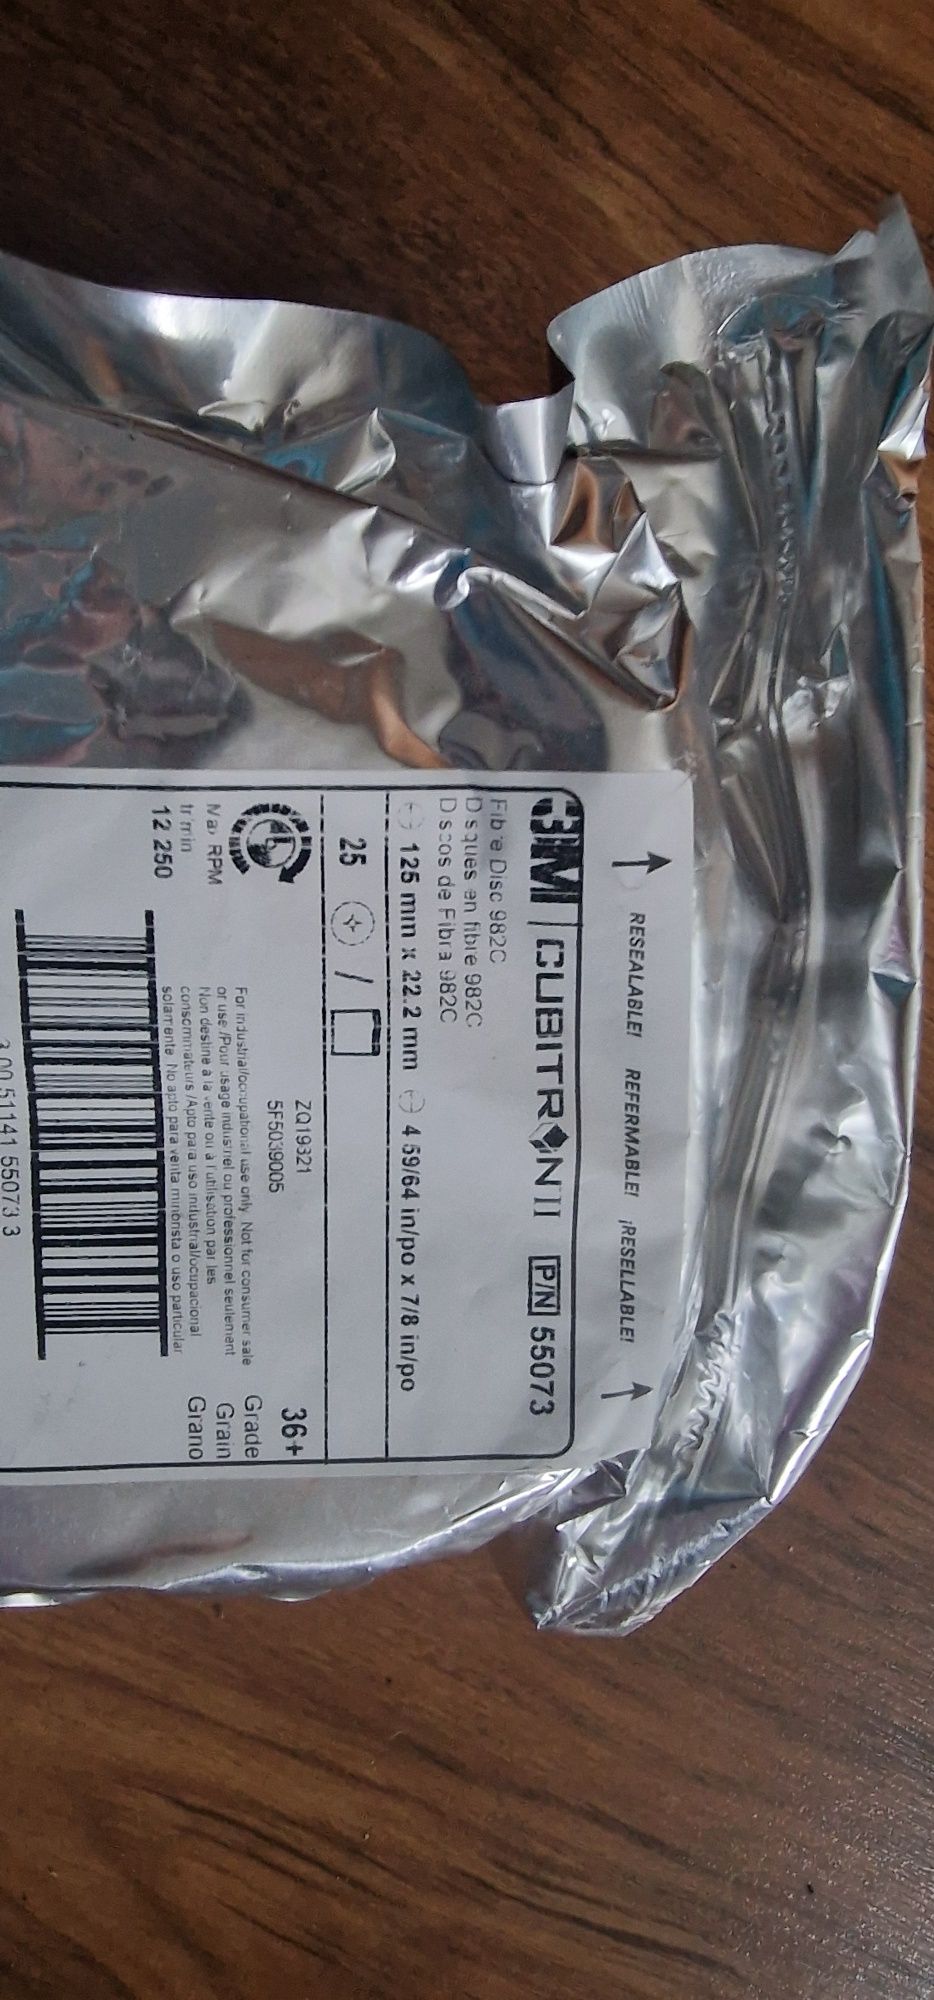 RESEALABLE! REFERMABLE! ¡RESELLABLE!
3M CUBITRON II P/N 55073
Fibre Disc 982C
Disques en fibre 982C
Discos de Fibra 982C
125 mm x 22.2 mm 4 59/64 in/po x 7/8 in/po
25 /
ZQ19321
5F5039005
36+
Grade
Grain
Grano
Max RPM
tr/min
12 250
For industrial/occupational use only. Not for consumer sale
or use./Pour usage industriel ou professionnel seulement
Non destiné à la vente ou à l'utilisation par les
consommateurs /Apto para uso industrial/ocupacional
solamente. No apto para venta minorista o uso particular
3 00 51141 55073 3